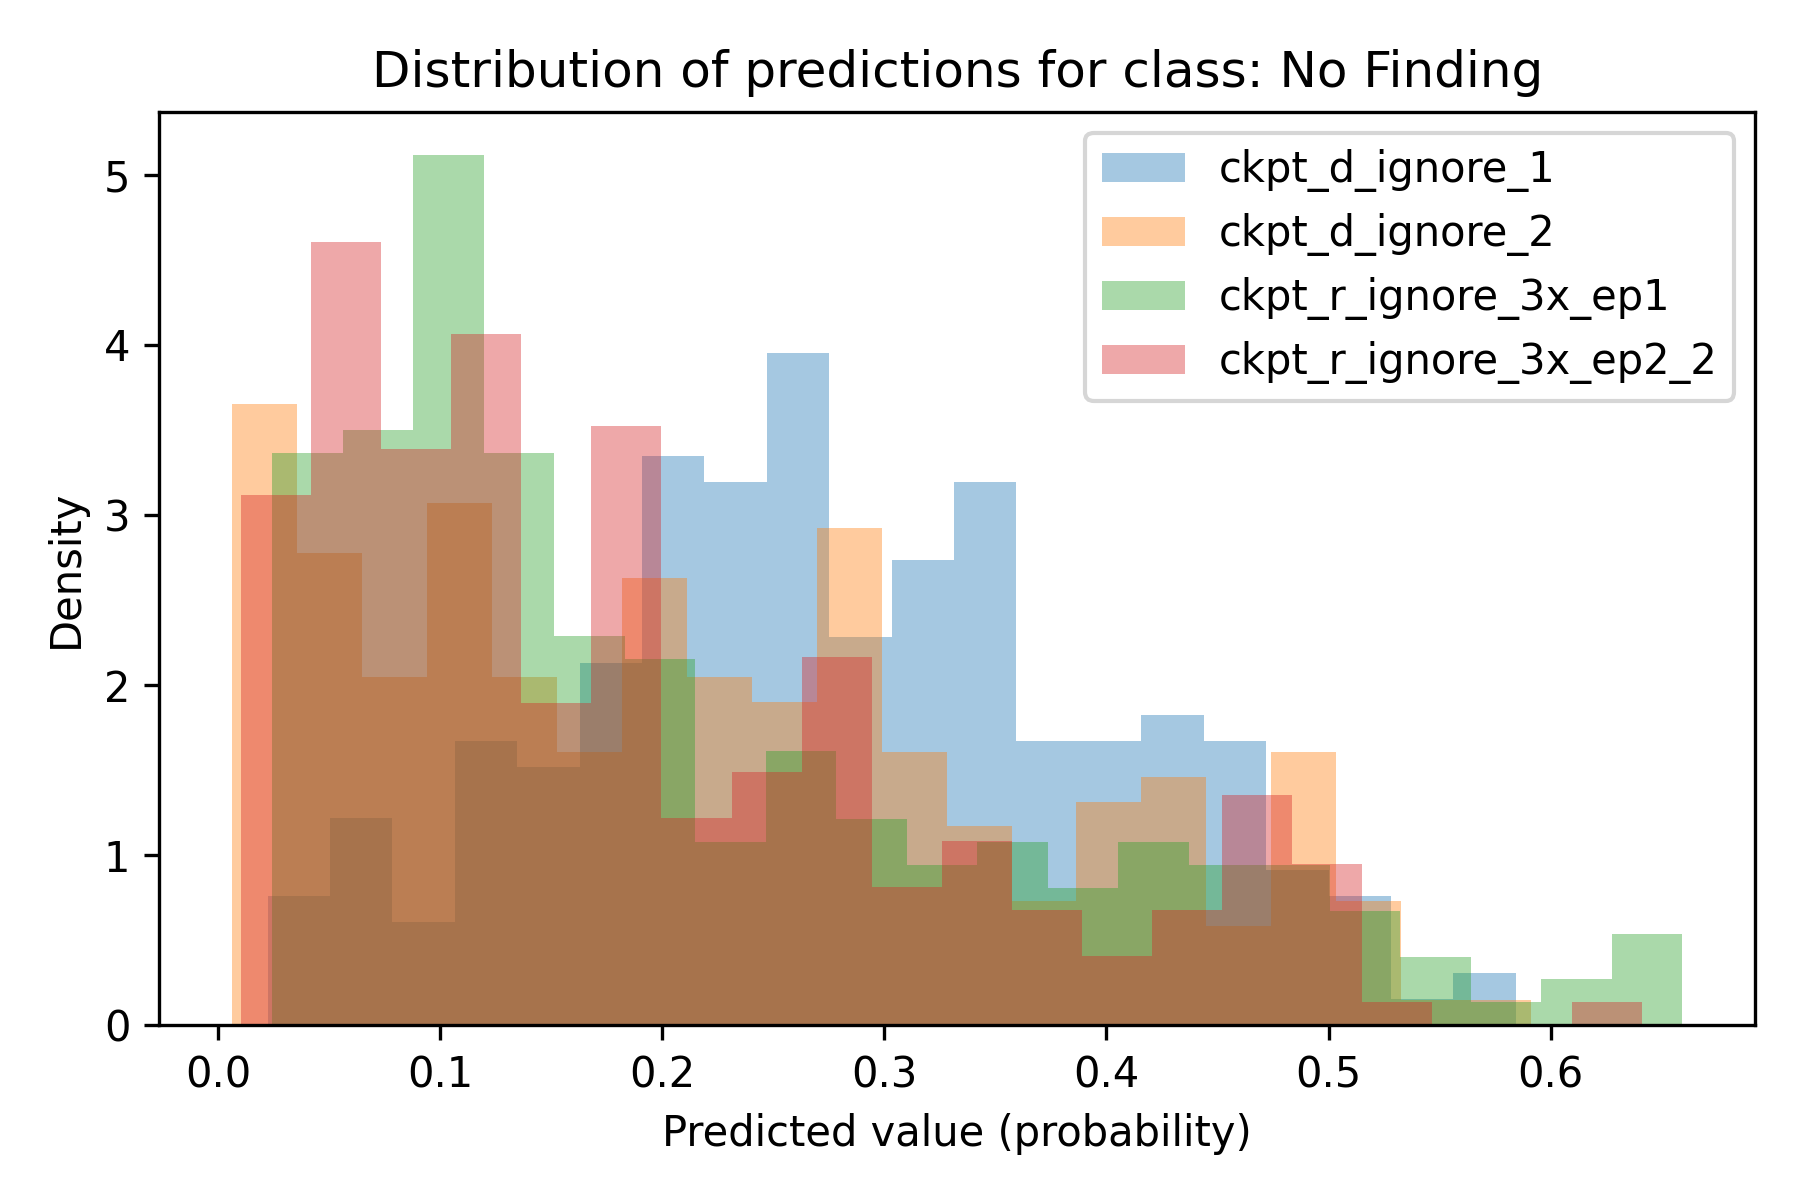 Distribution of predictions for class: No Finding
ckpt_d_ignore_1
ckpt_d_ignore_2
ckpt_r_ignore_3x_ep1
ckpt_r_ignore_3x_ep2_2
Density
5
4
3
2
1
0
0.0 0.1 0.2 0.3 0.4 0.5 0.6
Predicted value (probability)